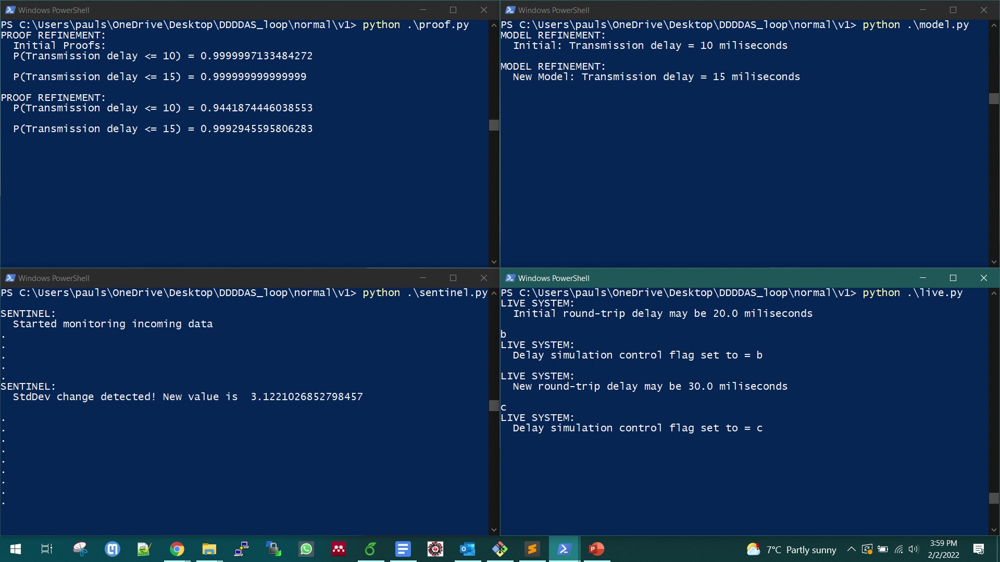 Windows PowerShell
PS C:\Users\pauls\OneDrive\Desktop\DDDDAS_loop\normal\v1> python .\proof.py
PROOF REFINEMENT:
  Initial Proofs:
  P(Transmission delay <= 10) = 0.9999997133484272
  P(Transmission delay <= 15) = 0.999999999999999
PROOF REFINEMENT:
  P(Transmission delay <= 10) = 0.9441874446038553
  P(Transmission delay <= 15) = 0.9992945595806283
Windows PowerShell
PS C:\Users\pauls\OneDrive\Desktop\DDDDAS_loop\normal\v1> python .\model.py
MODEL REFINEMENT:
  Initial: Transmission delay = 10 miliseconds
MODEL REFINEMENT:
  New Model: Transmission delay = 15 miliseconds
Windows PowerShell
PS C:\Users\pauls\OneDrive\Desktop\DDDDAS_loop\normal\v1> python .\sentinel.py
SENTINEL:
  Started monitoring incoming data
.
.
.
.
.
SENTINEL:
  StdDev change detected! New value is  3.1221026852798457
.
.
.
.
.
.
.
.
.
Windows PowerShell
PS C:\Users\pauls\OneDrive\Desktop\DDDDAS_loop\normal\v1> python .\live.py
LIVE SYSTEM:
  Initial round-trip delay may be 20.0 miliseconds
b
LIVE SYSTEM:
  Delay simulation control flag set to = b
LIVE SYSTEM:
  New round-trip delay may be 30.0 miliseconds
c
LIVE SYSTEM:
  Delay simulation control flag set to = c
7°C Partly sunny
3:59 PM
2/2/2022